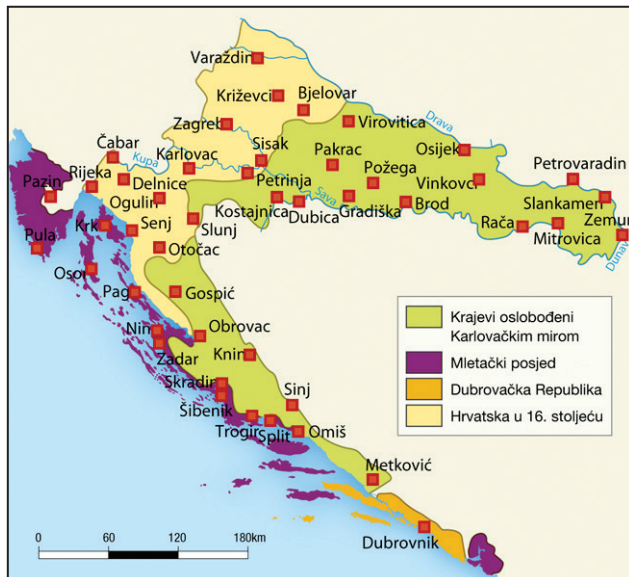 Varaždin
Križevci
Bjelovar
Zagreb
Virovitica
Drava
Čabar
Kupa
Karlovac
Sisak
Pakrac
Osijek
Petrovaradin
Rijeka
Delnice
Petrinja
Požega
Vinkovci
Slankamen
Pazin
Ogulin
Kostajnica
Dubica
Sava
Gradiška
Brod
Rača
Mitrovica
Zemun
Dunav
Krk
Senj
Slunj
Pula
Otočac
Osor
Pag
Gospić
Nin
Obrovac
Zadar
Knin
Skradin
Šibenik
Sinj
Trogir
Split
Omiš
Metković
Dubrovnik
Krajevi oslobođeni
Karlovačkim mirom
Mletački posjed
Dubrovačka Republika
Hrvatska u 16. stoljeću
0 60 120 180km